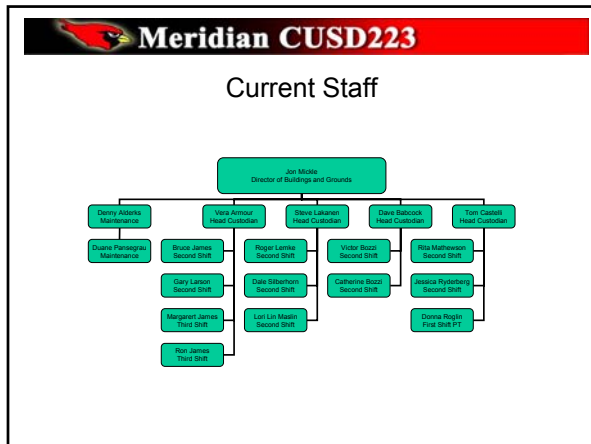 Meridian CUSD223
Current Staff
Jon Mickle
Director of Buildings and Grounds
Denny Alderks
Maintenance
Duane Pansegrau
Maintenance
Vera Armour
Head Custodian
Bruce James
Second Shift
Gary Larson
Second Shift
Margarert James
Third Shift
Ron James
Third Shift
Steve Lakanen
Head Custodian
Roger Lemke
Second Shift
Dale Silberhorn
Second Shift
Lori Lin Maslin
Second Shift
Dave Babcock
Head Custodian
Victor Bozzi
Second Shift
Catherine Bozzi
Second Shift
Tom Castelli
Head Custodian
Rita Mathewson
Second Shift
Jessica Ryderberg
Second Shift
Donna Roglin
First Shift PT